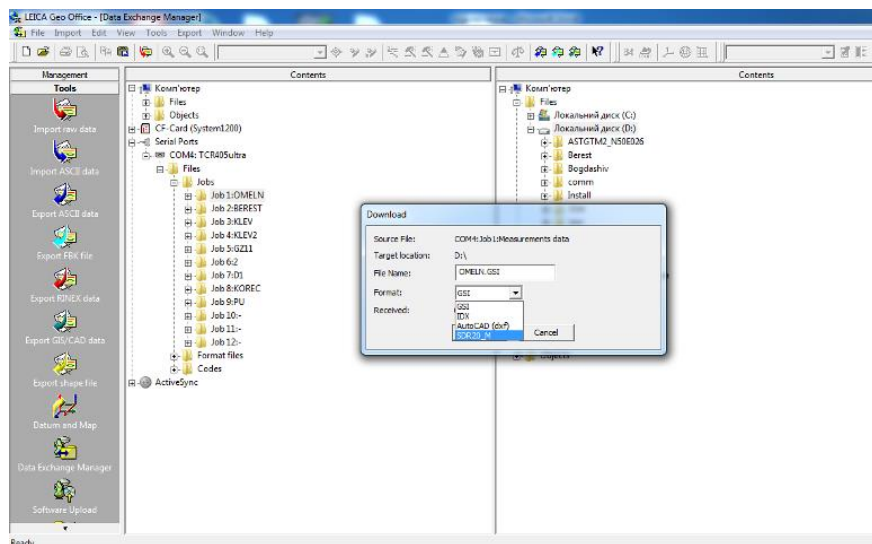 LEICA Geo Office - [Data Exchange Manager]
File Import Edit View Tools Export Window Help
Management
Tools
Import raw data
Import ASCII data
Export ASCII data
Export FBK file
Export RINEX data
Export GIS/CAD data
Export shape file
Datum and Map
Data Exchange Manager
Software Upload
Contents
Комп'ютер
Files
Objects
CF-Card (System1200)
Serial Ports
COM4: TCR405ultra
Files
Jobs
Job 1:OMELN
Job 2:BEREST
Job 3:KLEV
Job 4:KLEV2
Job 5:GZ11
Job 6:2
Job 7:D1
Job 8:KOREC
Job 9:PU
Job 10:-
Job 11:-
Job 12:-
Format files
Codes
ActiveSync
Contents
Комп'ютер
Files
Локальний диск (C:)
Локальний диск (D:)
ASTGTM2_N50E026
Berest
Bogdashiv
comm
Install
Objects
Download
Source File: COM4:Job1:Measurements data
Target location: D:\
File Name: OMELN.GSI
Format: GSI
GSI
IDX
AutoCAD (dxf)
SDR20_M
Received:
Cancel
Ready